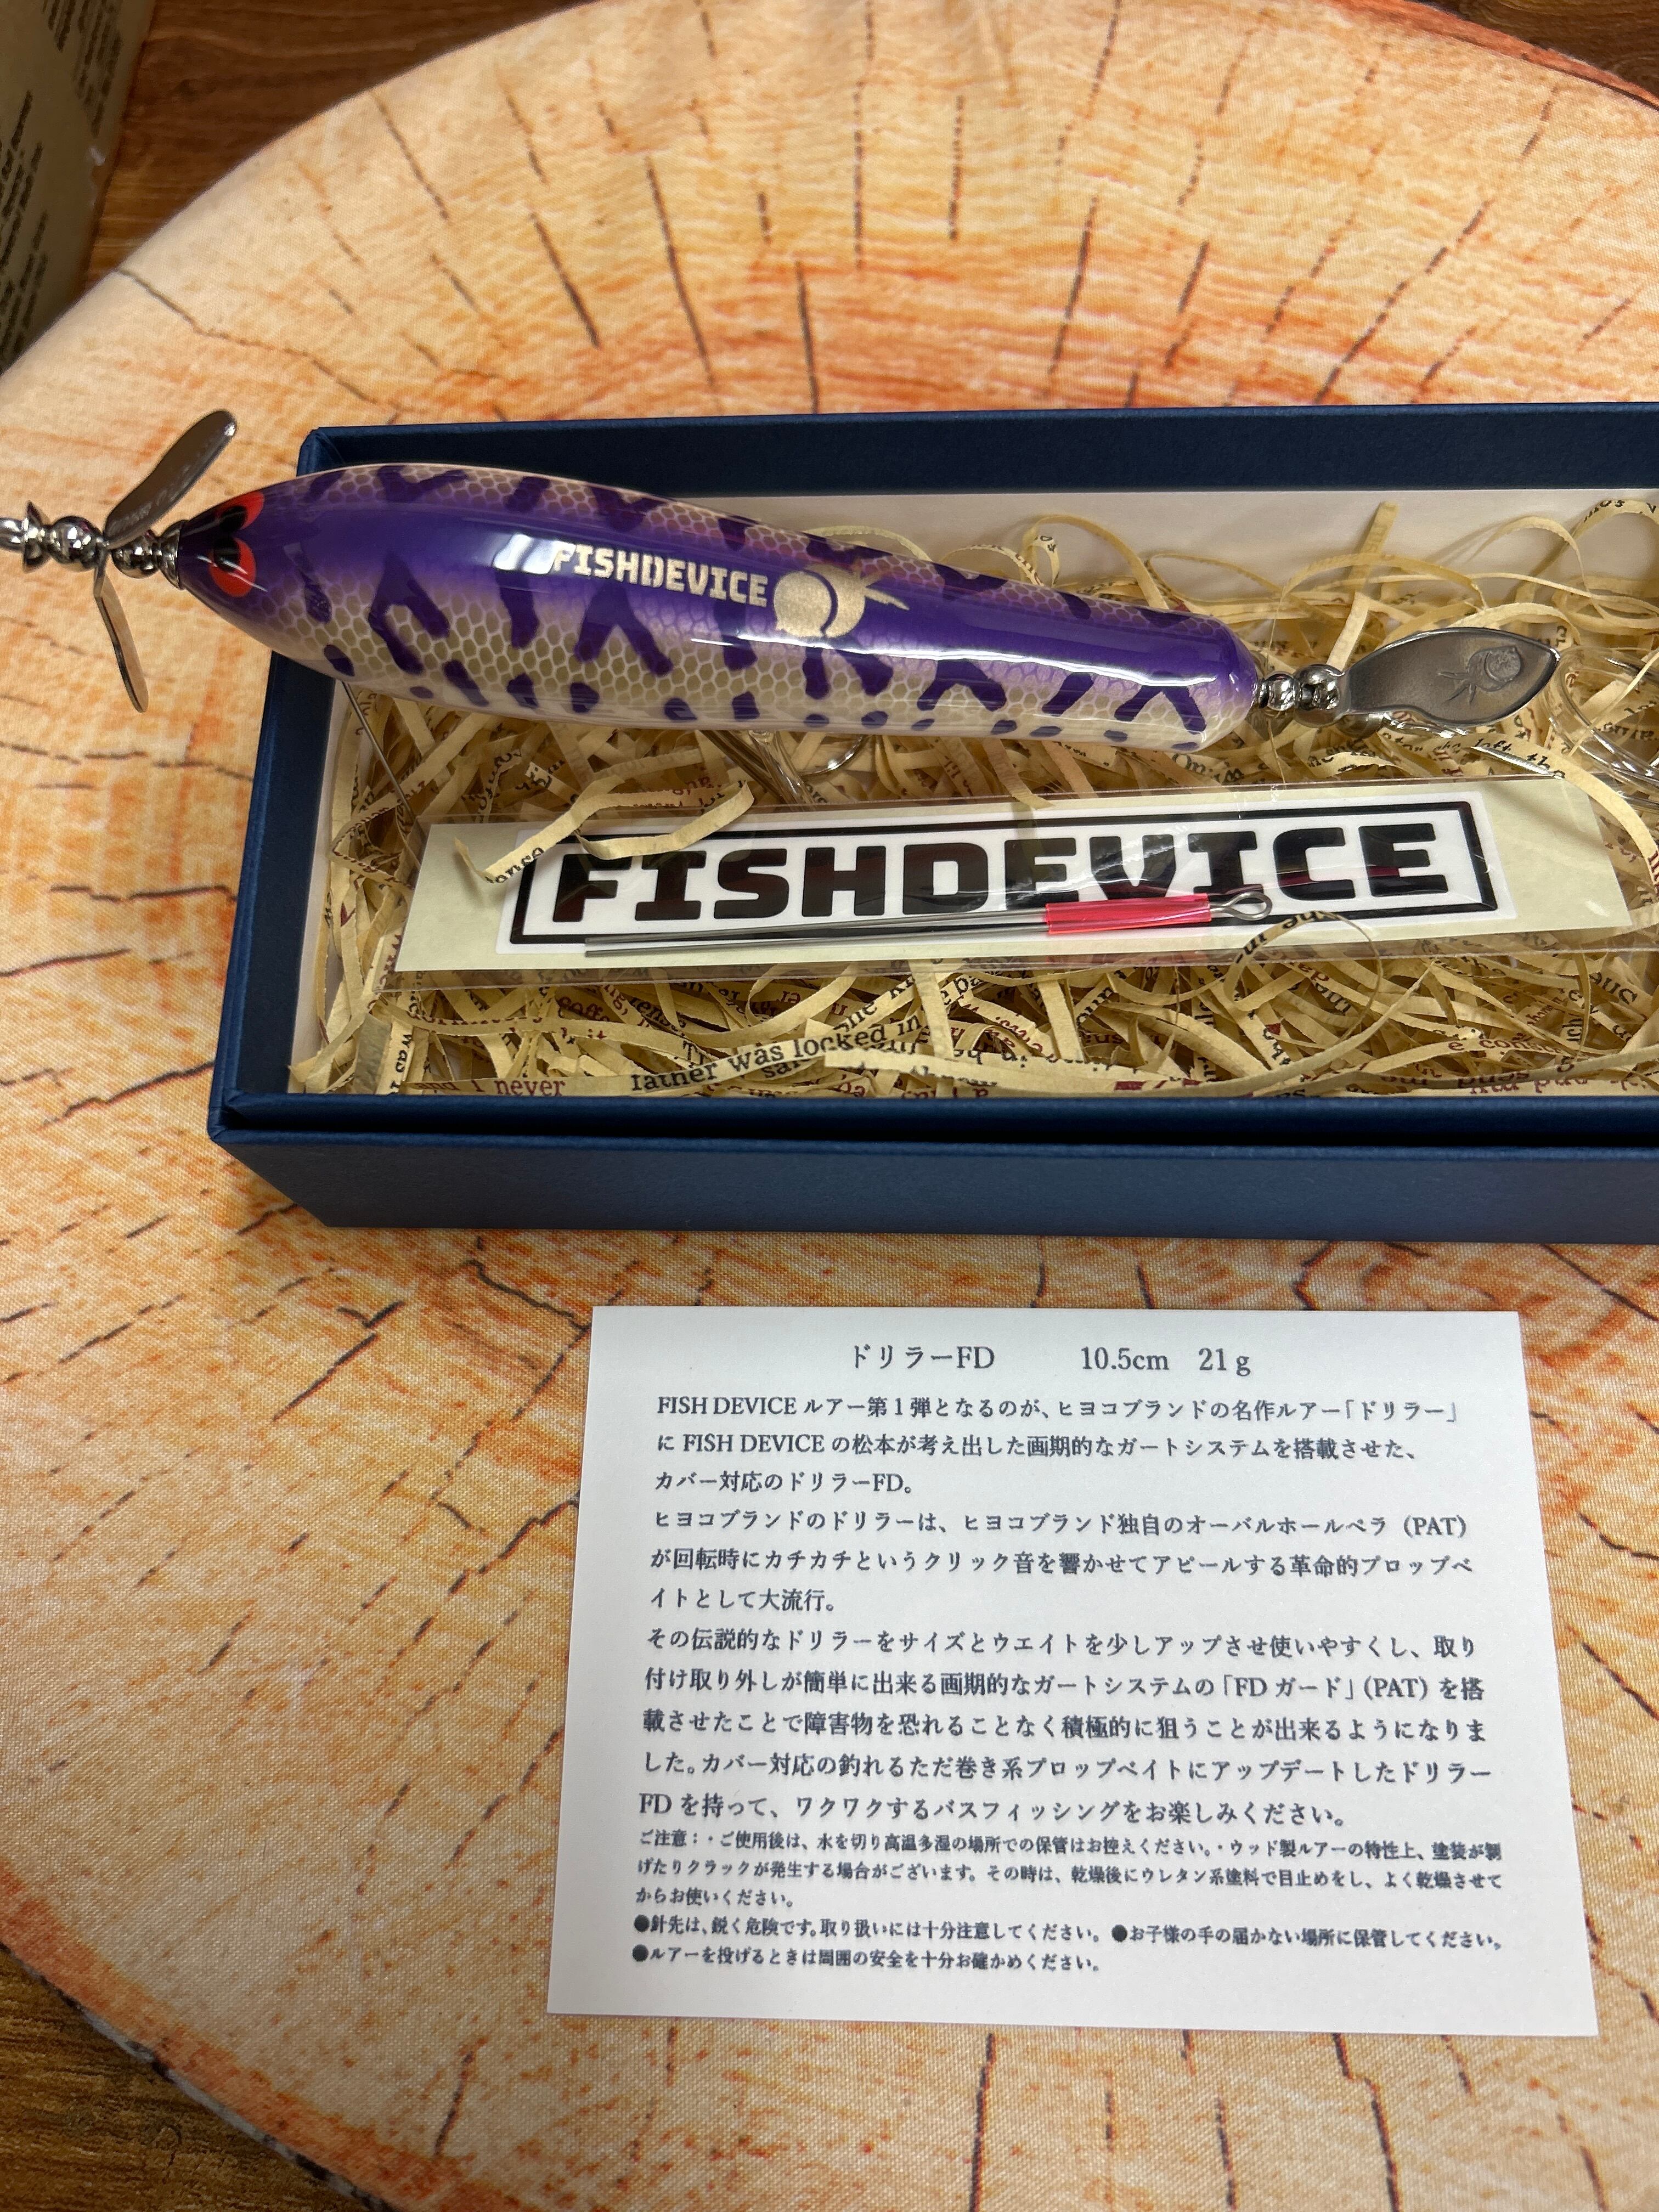 FISHDEVICE
FISHDEVICE
father was locked in
I never
ドリラーFD 10.5cm 21g
FISH DEVICE ルアー第1弾となるのが、ヒヨコブランドの名作ルアー「ドリラー」
に FISH DEVICE の松本が考え出した画期的なガートシステムを搭載させた、
カバー対応のドリラーFD。
ヒヨコブランドのドリラーは、ヒヨコブランド独自のオーバルホールペラ（PAT）
が回転時にカチカチというクリック音を響かせてアピールする革命的プロップベ
イトとして大流行。
その伝説的なドリラーをサイズとウエイトを少しアップさせ使いやすくし、取り
付け取り外しが簡単に出来る画期的なガートシステムの「FD ガード」（PAT）を搭
載させたことで障害物を恐れることなく積極的に狙うことが出来るようになりま
した。カバー対応の釣れるただ巻き系プロップベイトにアップデートしたドリラー
FD を持って、ワクワクするバスフィッシングをお楽しみください。
ご注意：・ご使用後は、水を切り高温多湿の場所での保管はお控えください。・ウッド製ルアーの特性上、塗装が剝
げたりクラックが発生する場合がございます。その時は、乾燥後にウレタン系塗料で目止めをし、よく乾燥させて
からお使いください。
●針先は、鋭く危険です。取り扱いには十分注意してください。●お子様の手の届かない場所に保管してください。
●ルアーを投げるときは周囲の安全を十分お確かめください。